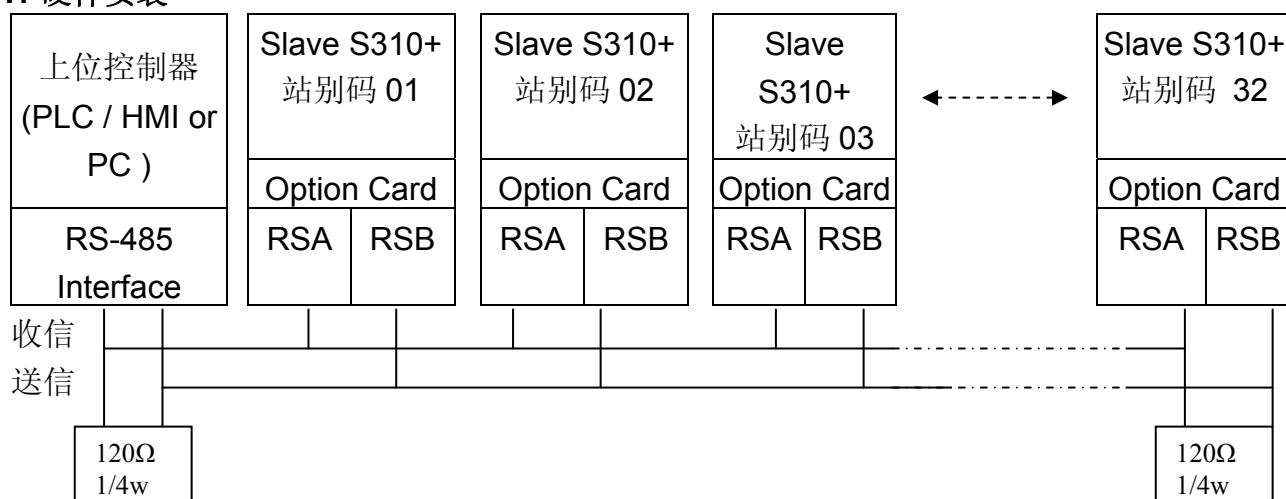 上位控制器
(PLC / HMI or
PC )
RS-485
Interface
Slave S310+
站别码 01
Option Card
RSA RSB
Slave S310+
站别码 02
Option Card
RSA RSB
Slave
S310+
站别码 03
Option Card
RSA RSB
Slave S310+
站别码 32
Option Card
RSA RSB
收信
送信
120Ω
1/4w
120Ω
1/4w